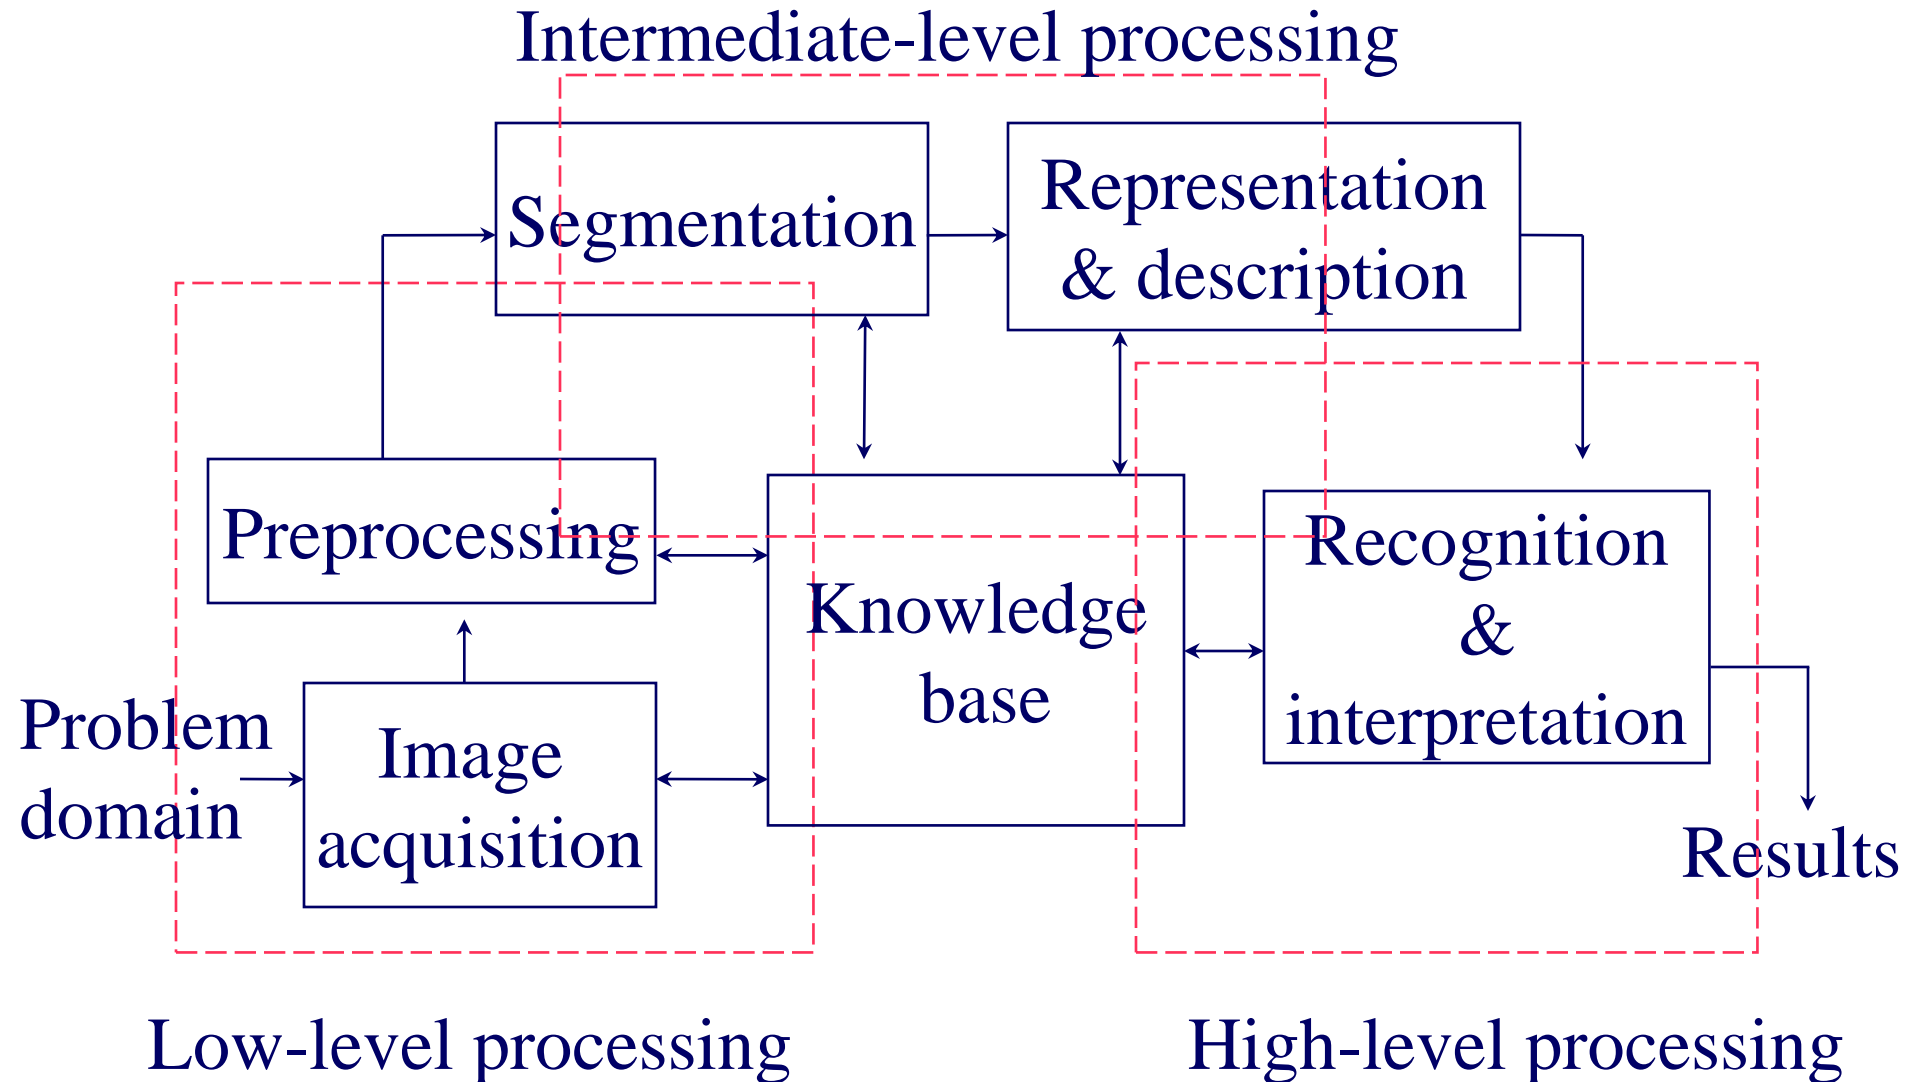 Intermediate-level processing
Segmentation
Representation
& description
Preprocessing
Knowledge
base
Recognition
&
interpretation
Problem
domain
Image
acquisition
Results
Low-level processing
High-level processing